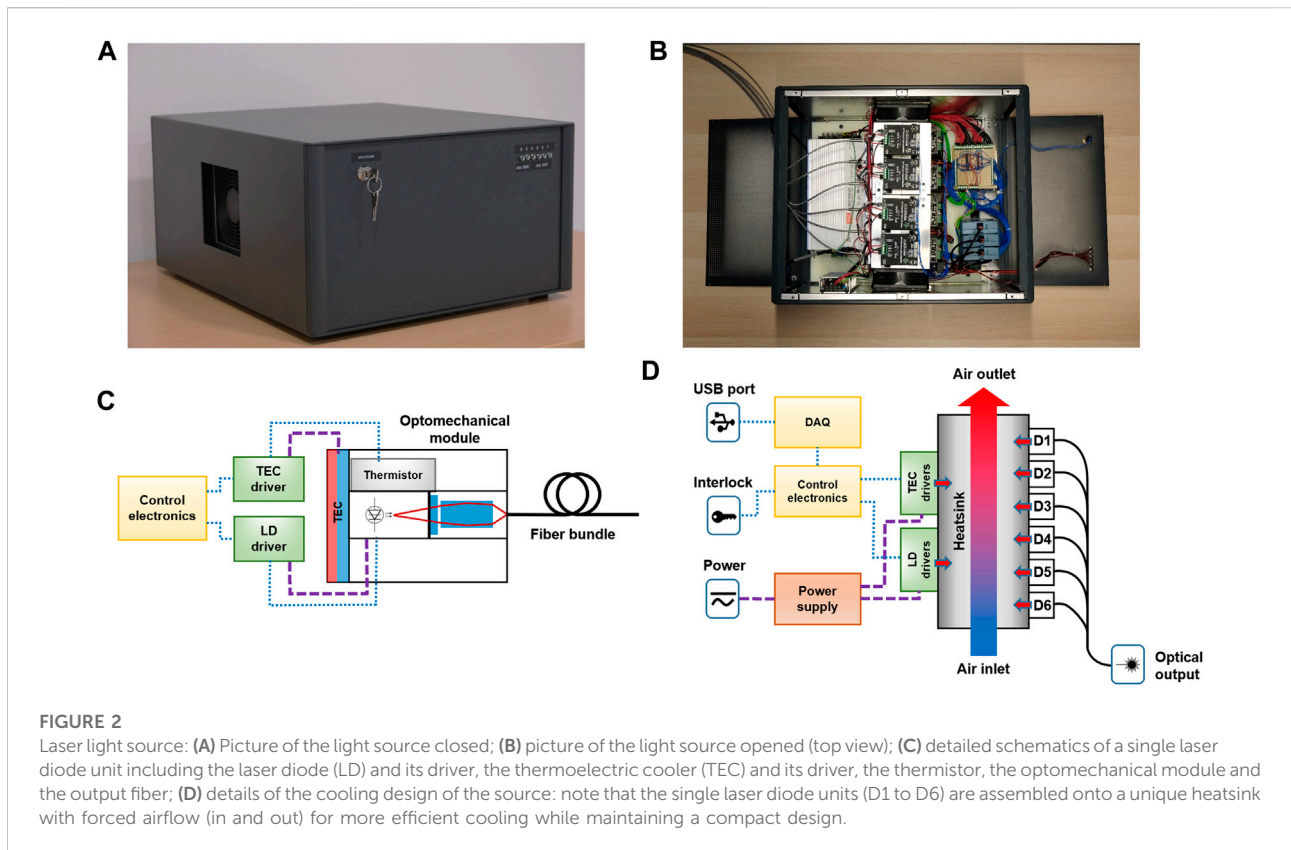 A
B
C
Control
electronics
TEC
driver
LD
driver
TEC
Optomechanical
module
Thermistor
Fiber bundle
D
USB port
DAQ
Interlock
Control
electronics
Power
Power
supply
TEC
drivers
LD
drivers
Heatsink
Air outlet
Air inlet
D1
D2
D3
D4
D5
D6
Optical
output
FIGURE 2
Laser light source: (A) Picture of the light source closed; (B) picture of the light source opened (top view); (C) detailed schematics of a single laser
diode unit including the laser diode (LD) and its driver, the thermoelectric cooler (TEC) and its driver, the thermistor, the optomechanical module and
the output fiber; (D) details of the cooling design of the source: note that the single laser diode units (D1 to D6) are assembled onto a unique heatsink
with forced airflow (in and out) for more efficient cooling while maintaining a compact design.